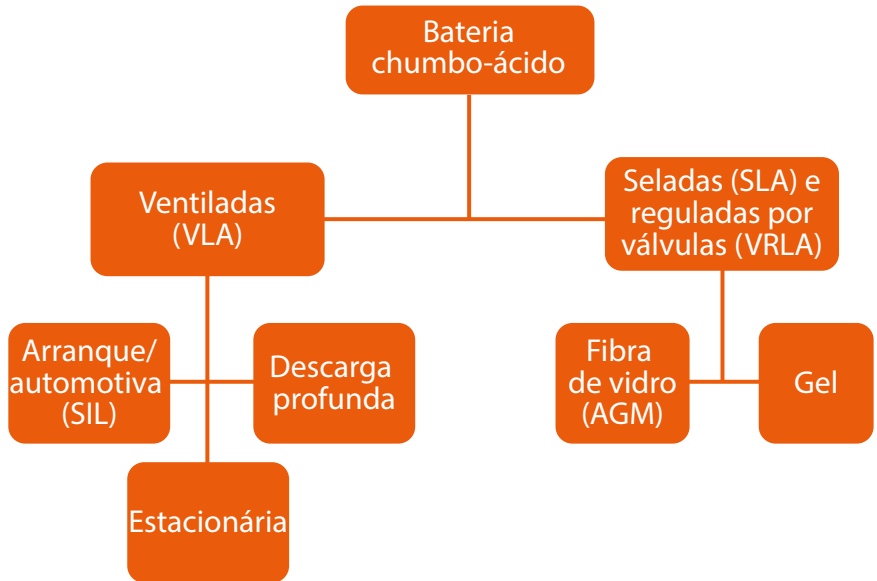 Bateria
chumbo-ácido
Ventiladas
(VLA)
Seladas (SLA) e
reguladas por
válvulas (VRLA)
Arranque/
automotiva
(SIL)
Descarga
profunda
Fibra
de vidro
(AGM)
Gel
Estacionária